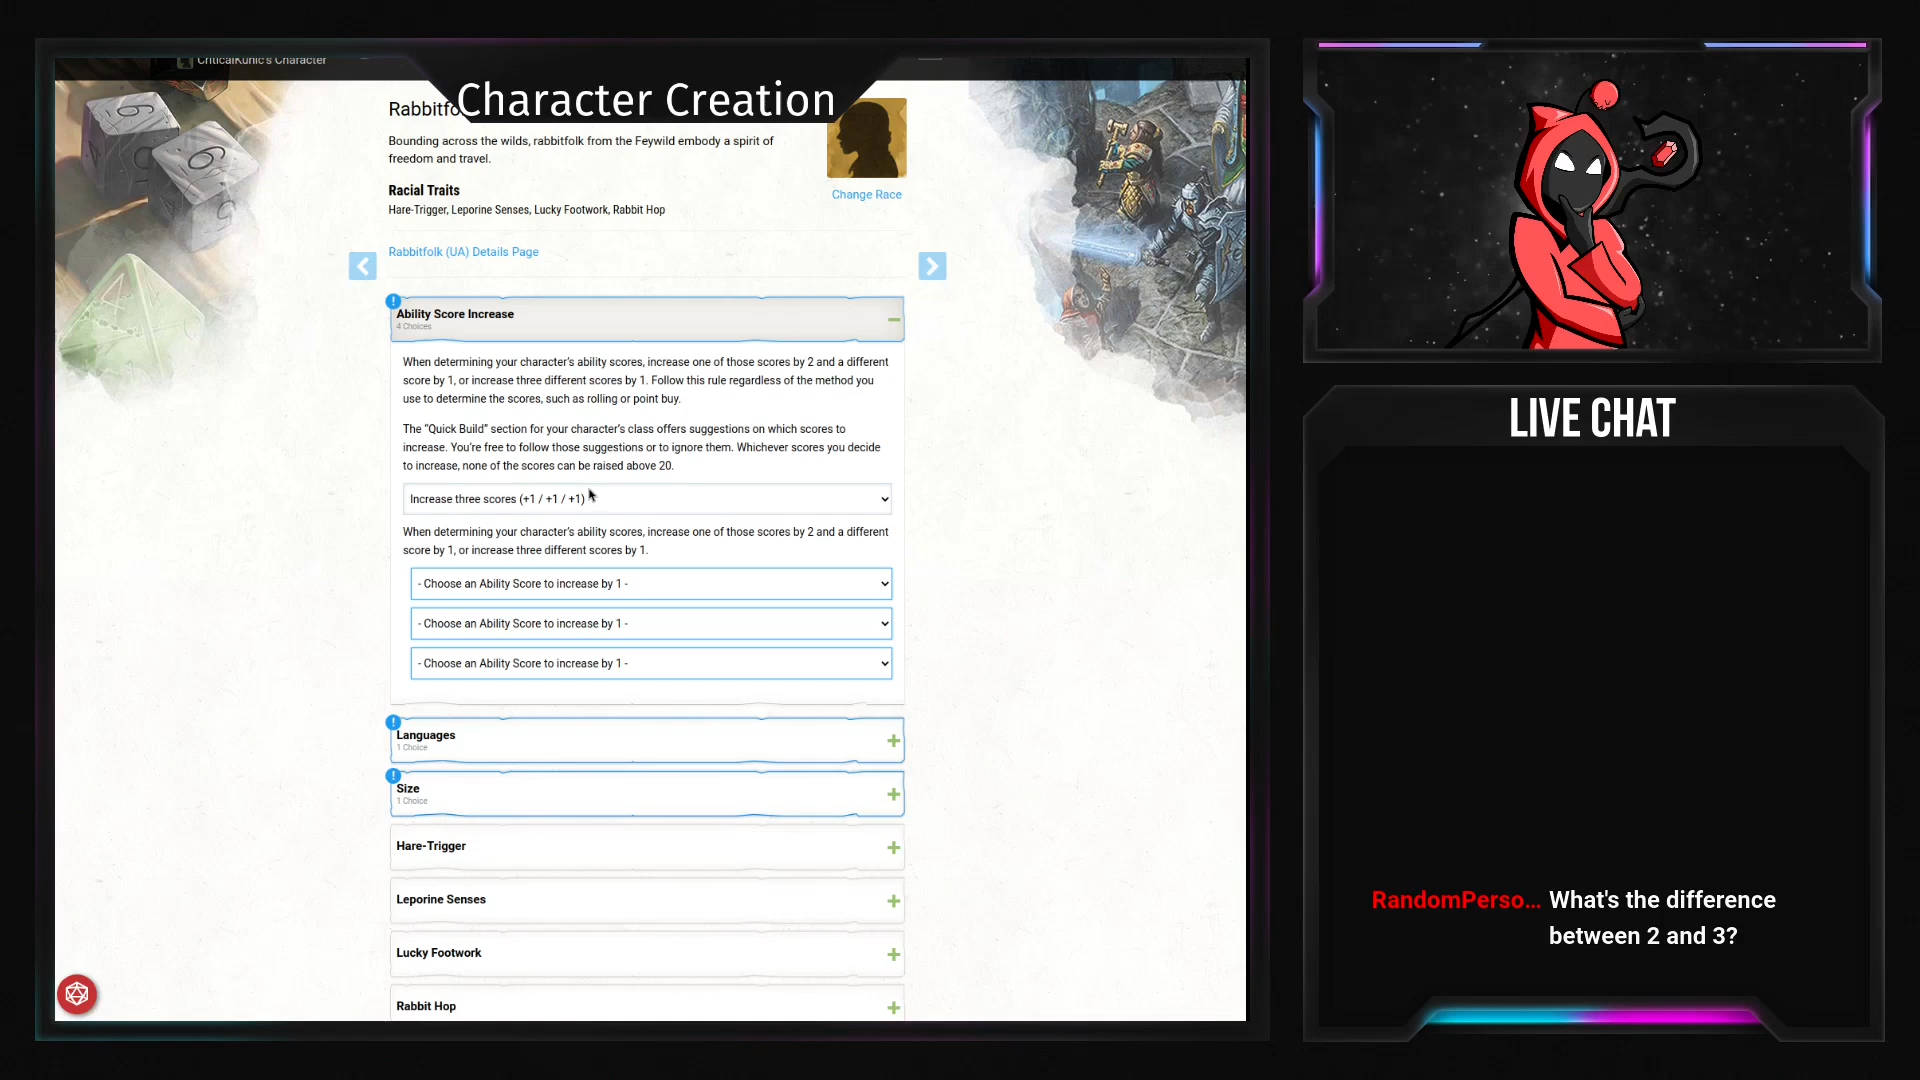 CriticalKunic's Character
Character Creation
Rabbitfo
Bounding across the wilds, rabbitfolk from the Feywild embody a spirit of
freedom and travel.
Racial Traits
Hare-Trigger, Leporine Senses, Lucky Footwork, Rabbit Hop
Change Race
Rabbitfolk (UA) Details Page
!
Ability Score Increase
4 Choices
When determining your character's ability scores, increase one of those scores by 2 and a different
score by 1, or increase three different scores by 1. Follow this rule regardless of the method you
use to determine the scores, such as rolling or point buy.
The “Quick Build” section for your character's class offers suggestions on which scores to
increase. You're free to follow those suggestions or to ignore them. Whichever scores you decide
to increase, none of the scores can be raised above 20.
Increase three scores (+1 / +1 / +1)
When determining your character's ability scores, increase one of those scores by 2 and a different
score by 1, or increase three different scores by 1.
- Choose an Ability Score to increase by 1 -
- Choose an Ability Score to increase by 1 -
- Choose an Ability Score to increase by 1 -
!
Languages
1 Choice
!
Size
1 Choice
Hare-Trigger
Leporine Senses
Lucky Footwork
Rabbit Hop
LIVE CHAT
RandomPerso... What's the difference
between 2 and 3?